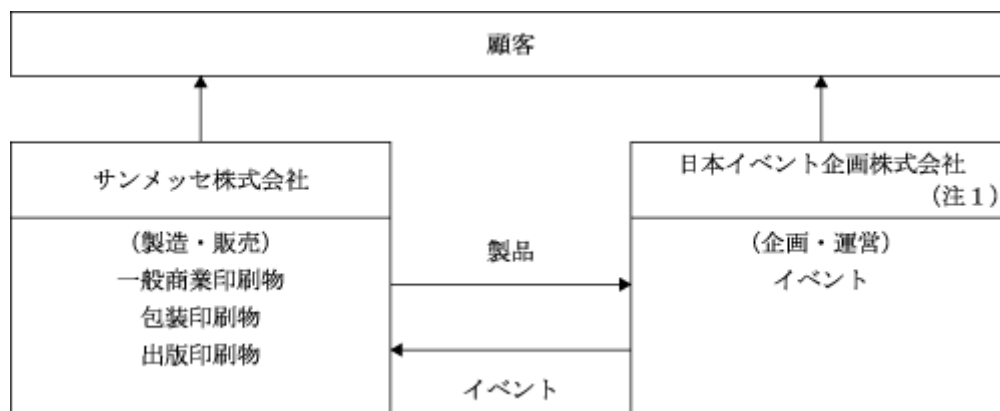 顧客
サンメッセ株式会社
日本イベント企画株式会社
（注１）
（製造・販売）
一般商業印刷物
包装印刷物
出版印刷物
製品
イベント
（企画・運営）
イベント